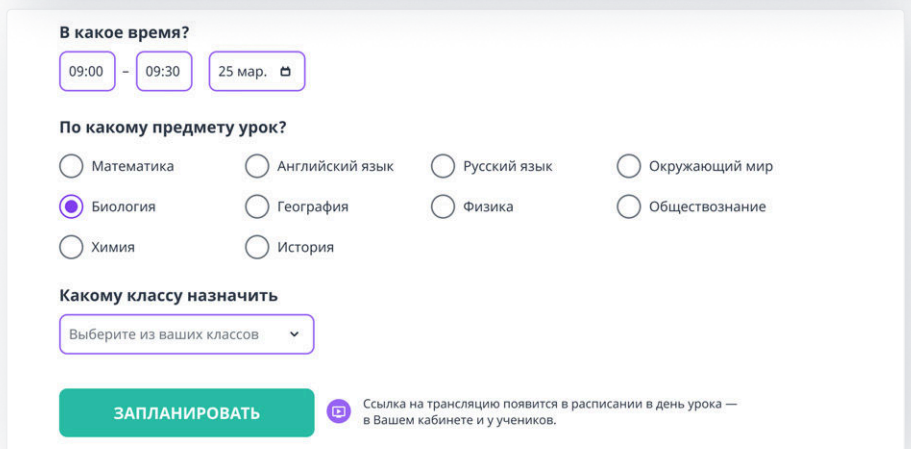 В какое время?
09:00 – 09:30 25 мар.
По какому предмету урок?
Математика Английский язык Русский язык Окружающий мир
Биология География Физика Обществознание
Химия История
Какому классу назначить
Выберите из ваших классов
ЗАПЛАНИРОВАТЬ
Ссылка на трансляцию появится в расписании в день урока —
в Вашем кабинете и у учеников.